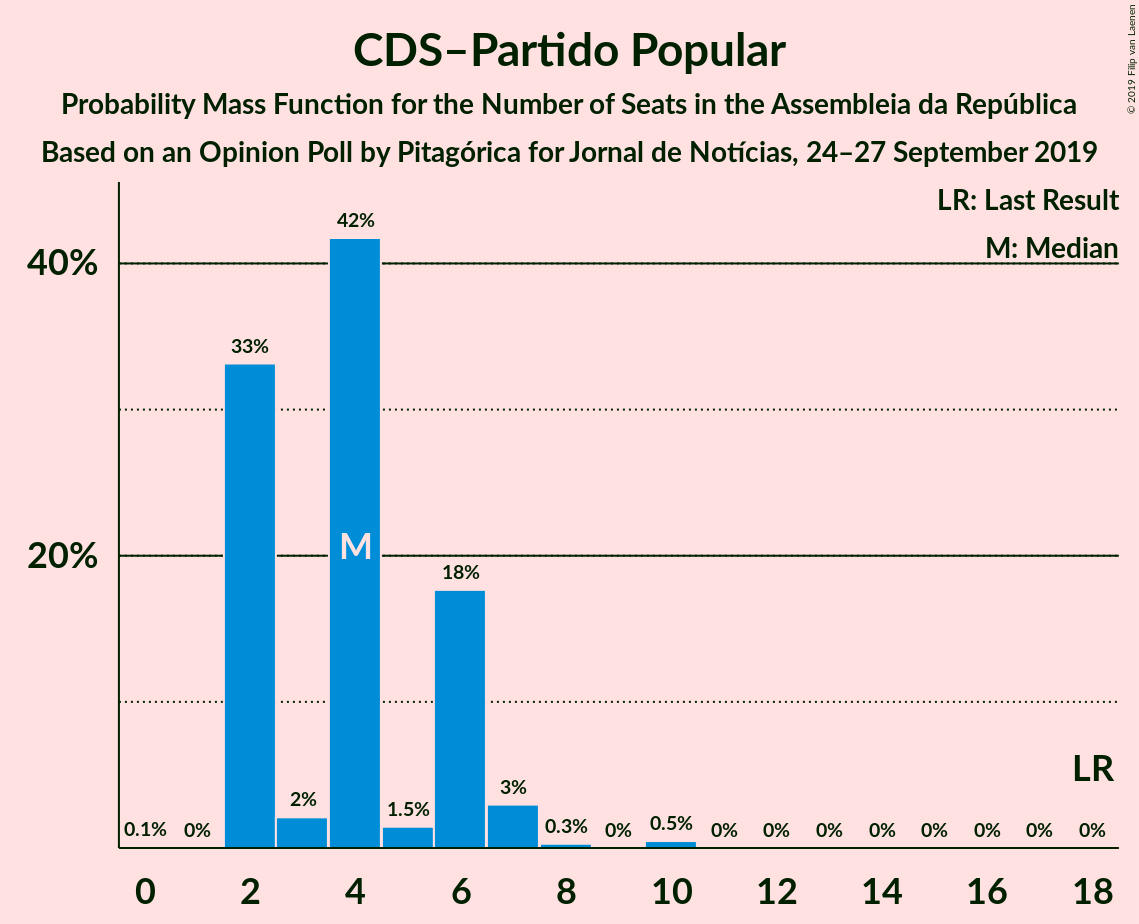 CDS–Partido Popular
Probability Mass Function for the Number of Seats in the Assembleia da República
Based on an Opinion Poll by Pitagórica for Jornal de Notícias, 24–27 September 2019
© 2019 Filip van Laenen
LR: Last Result
M: Median
40%
20%
0.1%
0%
33%
2%
42%
M
1.5%
18%
3%
0.3%
0%
0.5%
0%
0%
0%
0%
0%
0%
0%
0%
LR
0 2 4 6 8 10 12 14 16 18